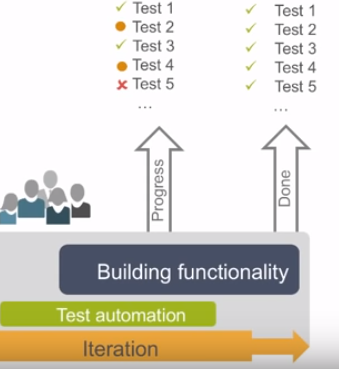 Test 1
Test 2
Test 3
Test 4
Test 5
...
Test 1
Test 2
Test 3
Test 4
Test 5
...
Progress
Done
Building functionality
Test automation
Iteration